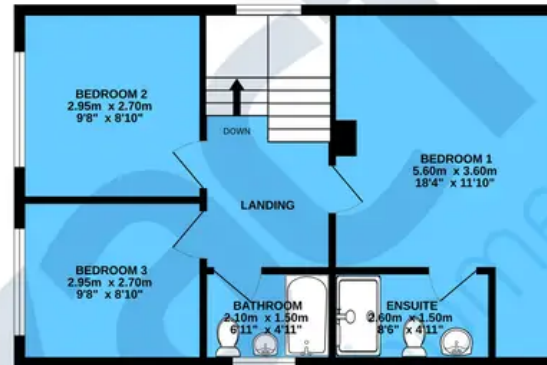 BEDROOM 2
2.95m x 2.70m
9'8" x 8'10"
DOWN
BEDROOM 1
5.60m x 3.60m
18'4" x 11'10"
LANDING
BEDROOM 3
2.95m x 2.70m
9'8" x 8'10"
BATHROOM
2.10m x 1.50m
6'11" x 4'11"
ENSUITE
2.60m x 1.50m
8'6" x 4'11"